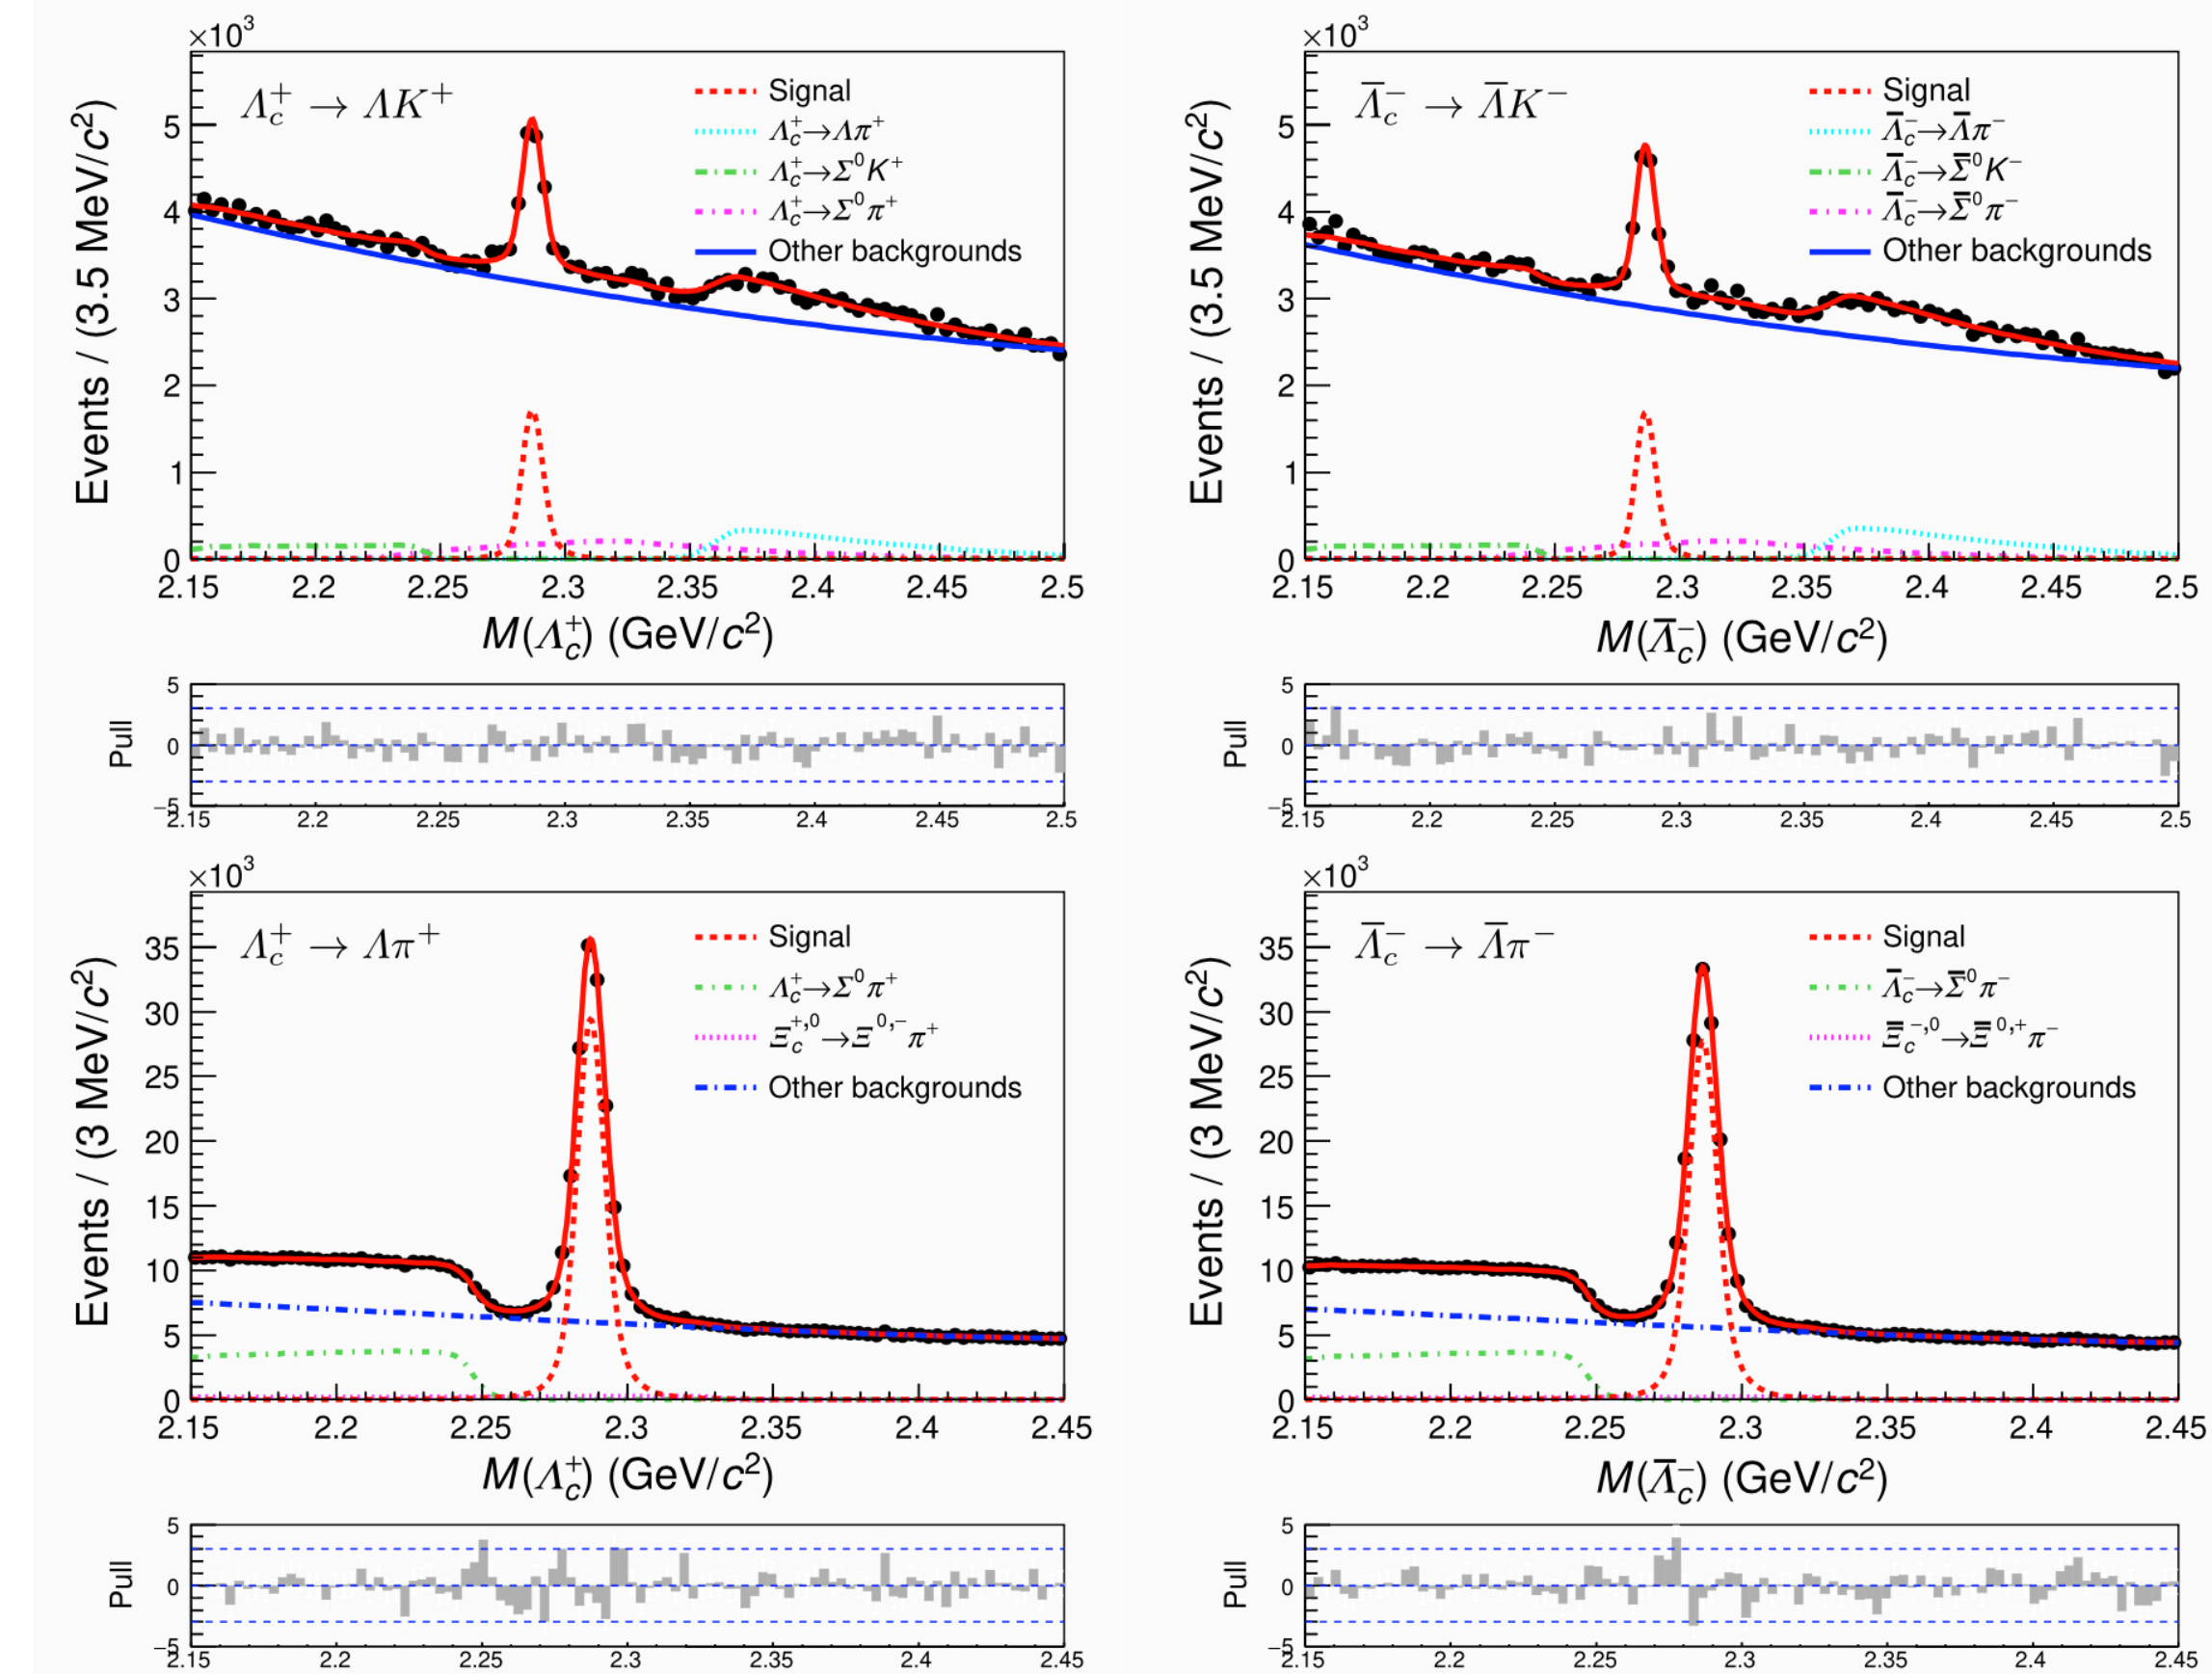 ×10³
Events / (3.5 MeV/c²)
Λc⁺ → ΛK⁺
Signal
Λc⁺→Λπ⁺
Λc⁺→Σ⁰K⁺
Λc⁺→Σ⁰π⁺
Other backgrounds
5
4
3
2
1
0
2.15 2.2 2.25 2.3 2.35 2.4 2.45 2.5
M(Λc⁺) (GeV/c²)
Pull
5
0
−5
2.15 2.2 2.25 2.3 2.35 2.4 2.45 2.5
×10³
Events / (3.5 MeV/c²)
Λ̅c⁻ → Λ̅K⁻
Signal
Λ̅c⁻→Λ̅π⁻
Λ̅c⁻→Σ̅⁰K⁻
Λ̅c⁻→Σ̅⁰π⁻
Other backgrounds
5
4
3
2
1
0
2.15 2.2 2.25 2.3 2.35 2.4 2.45 2.5
M(Λ̅c⁻) (GeV/c²)
Pull
5
0
−5
2.15 2.2 2.25 2.3 2.35 2.4 2.45 2.5
×10³
Events / (3 MeV/c²)
Λc⁺ → Λπ⁺
Signal
Λc⁺→Σ⁰π⁺
Ξc⁺,⁰→Ξ⁰,⁻π⁺
Other backgrounds
35
30
25
20
15
10
5
0
2.15 2.2 2.25 2.3 2.35 2.4 2.45
M(Λc⁺) (GeV/c²)
Pull
5
0
−5
2.15 2.2 2.25 2.3 2.35 2.4 2.45
×10³
Events / (3 MeV/c²)
Λ̅c⁻ → Λ̅π⁻
Signal
Λ̅c⁻→Σ̅⁰π⁻
Ξ̅c⁻,⁰→Ξ̅⁰,⁺π⁻
Other backgrounds
35
30
25
20
15
10
5
0
2.15 2.2 2.25 2.3 2.35 2.4 2.45
M(Λ̅c⁻) (GeV/c²)
Pull
5
0
−5
2.15 2.2 2.25 2.3 2.35 2.4 2.45